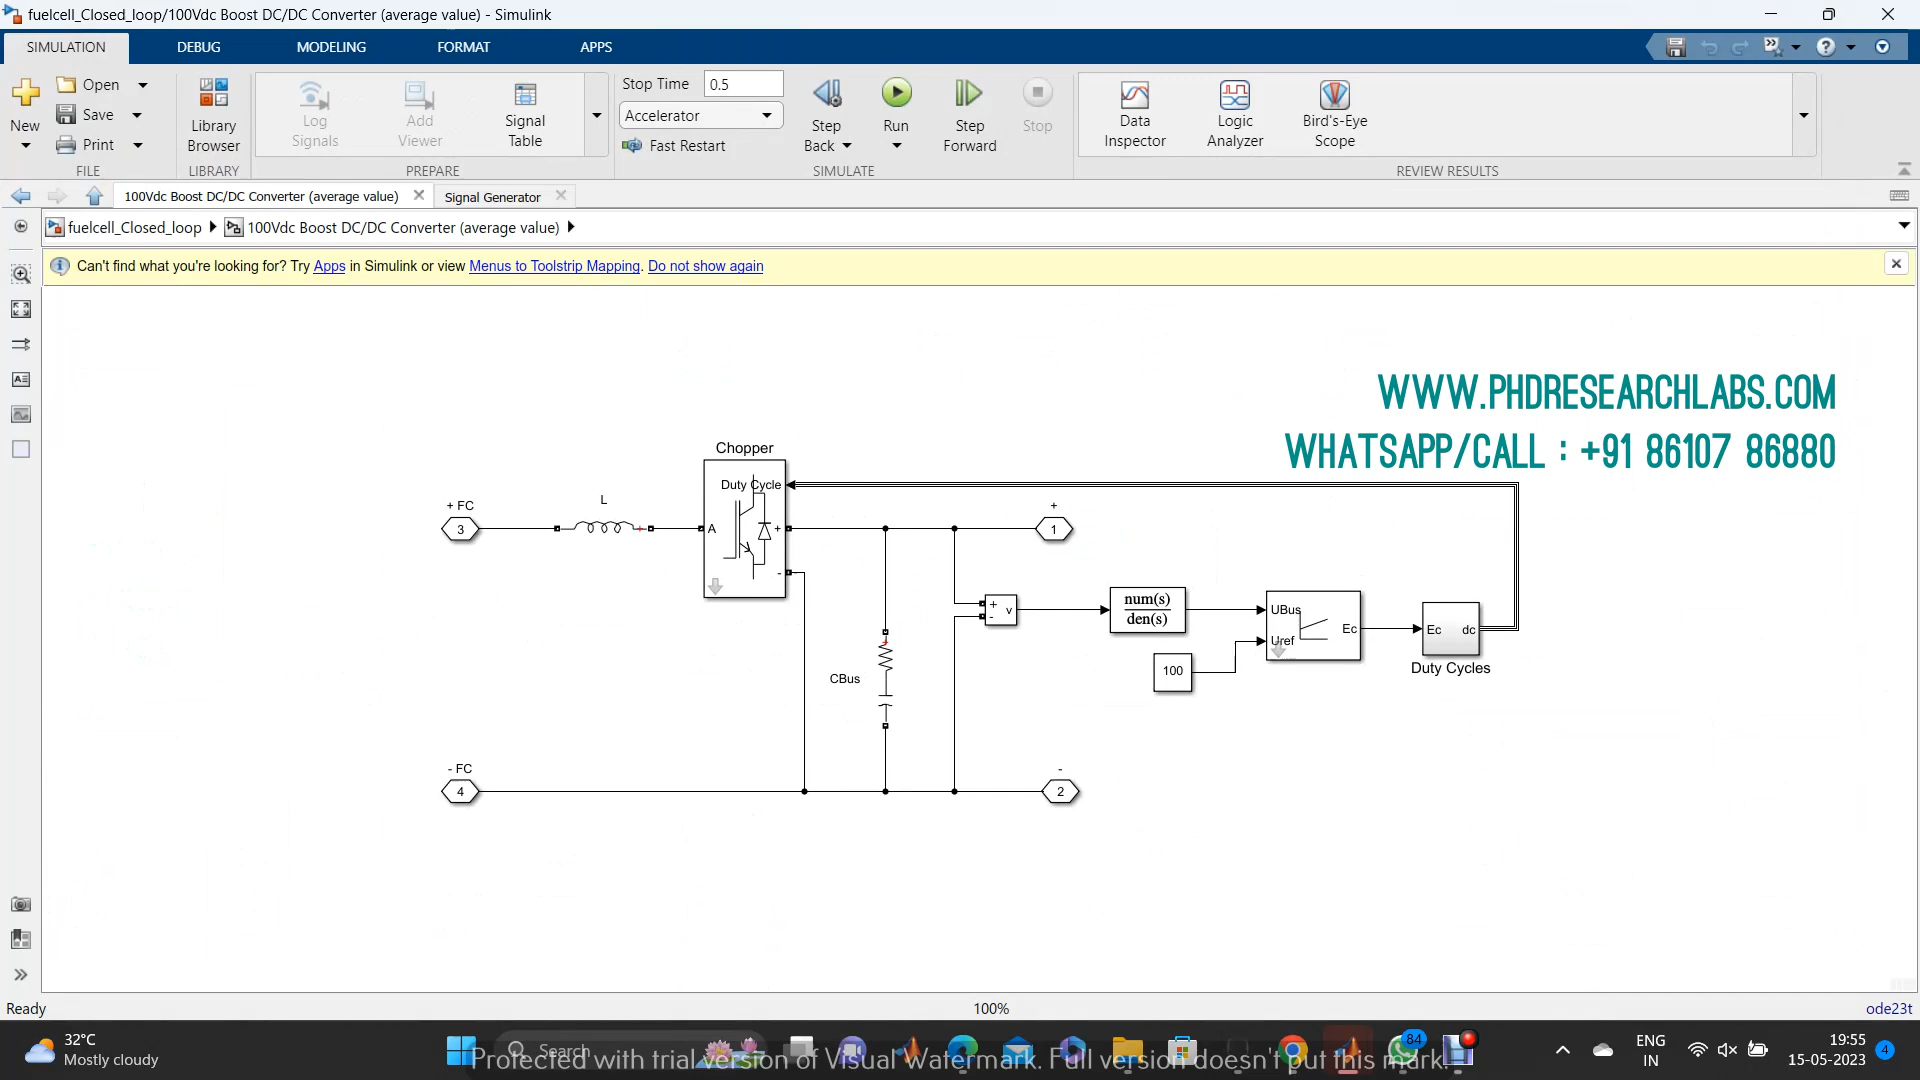 fuelcell_Closed_loop/100Vdc Boost DC/DC Converter (average value) - Simulink
SIMULATION DEBUG MODELING FORMAT APPS
New
Open
Save
Print
FILE
Library Browser
LIBRARY
Log Signals
Add Viewer
Signal Table
PREPARE
Stop Time 0.5
Accelerator
Fast Restart
Step Back
Run
Step Forward
Stop
SIMULATE
Data Inspector
Logic Analyzer
Bird's-Eye Scope
REVIEW RESULTS
100Vdc Boost DC/DC Converter (average value) Signal Generator
fuelcell_Closed_loop 100Vdc Boost DC/DC Converter (average value)
Can't find what you're looking for? Try Apps in Simulink or view Menus to Toolstrip Mapping. Do not show again
WWW.PHDRESEARCHLABS.COM
WHATSAPP/CALL : +91 86107 86880
Chopper
Duty Cycle
+ FC
3
L
A
+
-
+
1
CBus
+
-
v
num(s)
den(s)
100
UBus
Uref
Ec
Ec dc
Duty Cycles
- FC
4
-
2
Ready 100% ode23t
32°C
Mostly cloudy
Search
84
ENG
IN
19:55
15-05-2023
4
Protected with trial version of Visual Watermark. Full version doesn't put this mark.